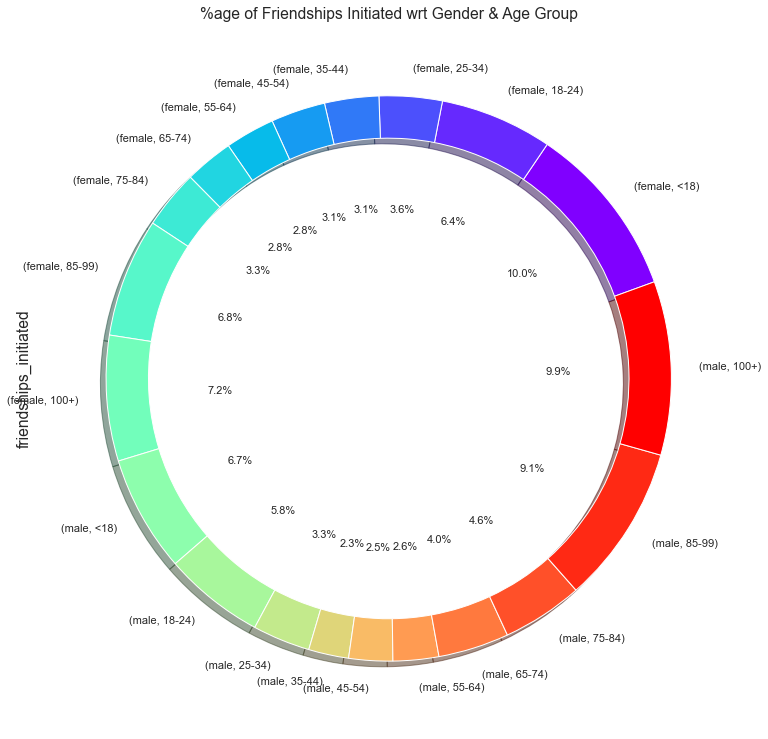 %age of Friendships Initiated wrt Gender & Age Group
(female, 35-44)
(female, 25-34)
(female, 45-54)
(female, 18-24)
(female, 55-64)
(female, 65-74)
(female, 75-84)
(female, <18)
(female, 85-99)
(female, 100+)
(male, 100+)
(male, <18)
(male, 85-99)
(male, 18-24)
(male, 75-84)
(male, 25-34)
(male, 65-74)
(male, 35-44)
(male, 45-54)
(male, 55-64)
friendships_initiated
3.1%
3.6%
3.1%
6.4%
2.8%
2.8%
3.3%
10.0%
6.8%
9.9%
7.2%
6.7%
9.1%
5.8%
4.6%
3.3%
4.0%
2.3%
2.5%
2.6%